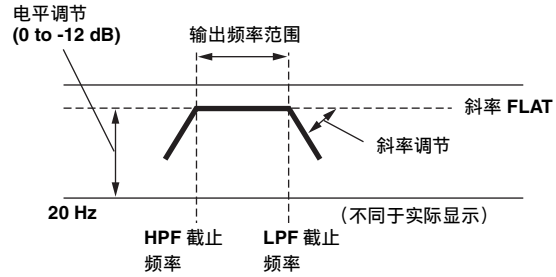 电平调节
(0 to -12 dB)
输出频率范围
斜率 FLAT
斜率调节
20 Hz
（不同于实际显示）
HPF 截止
频率
LPF 截止
频率